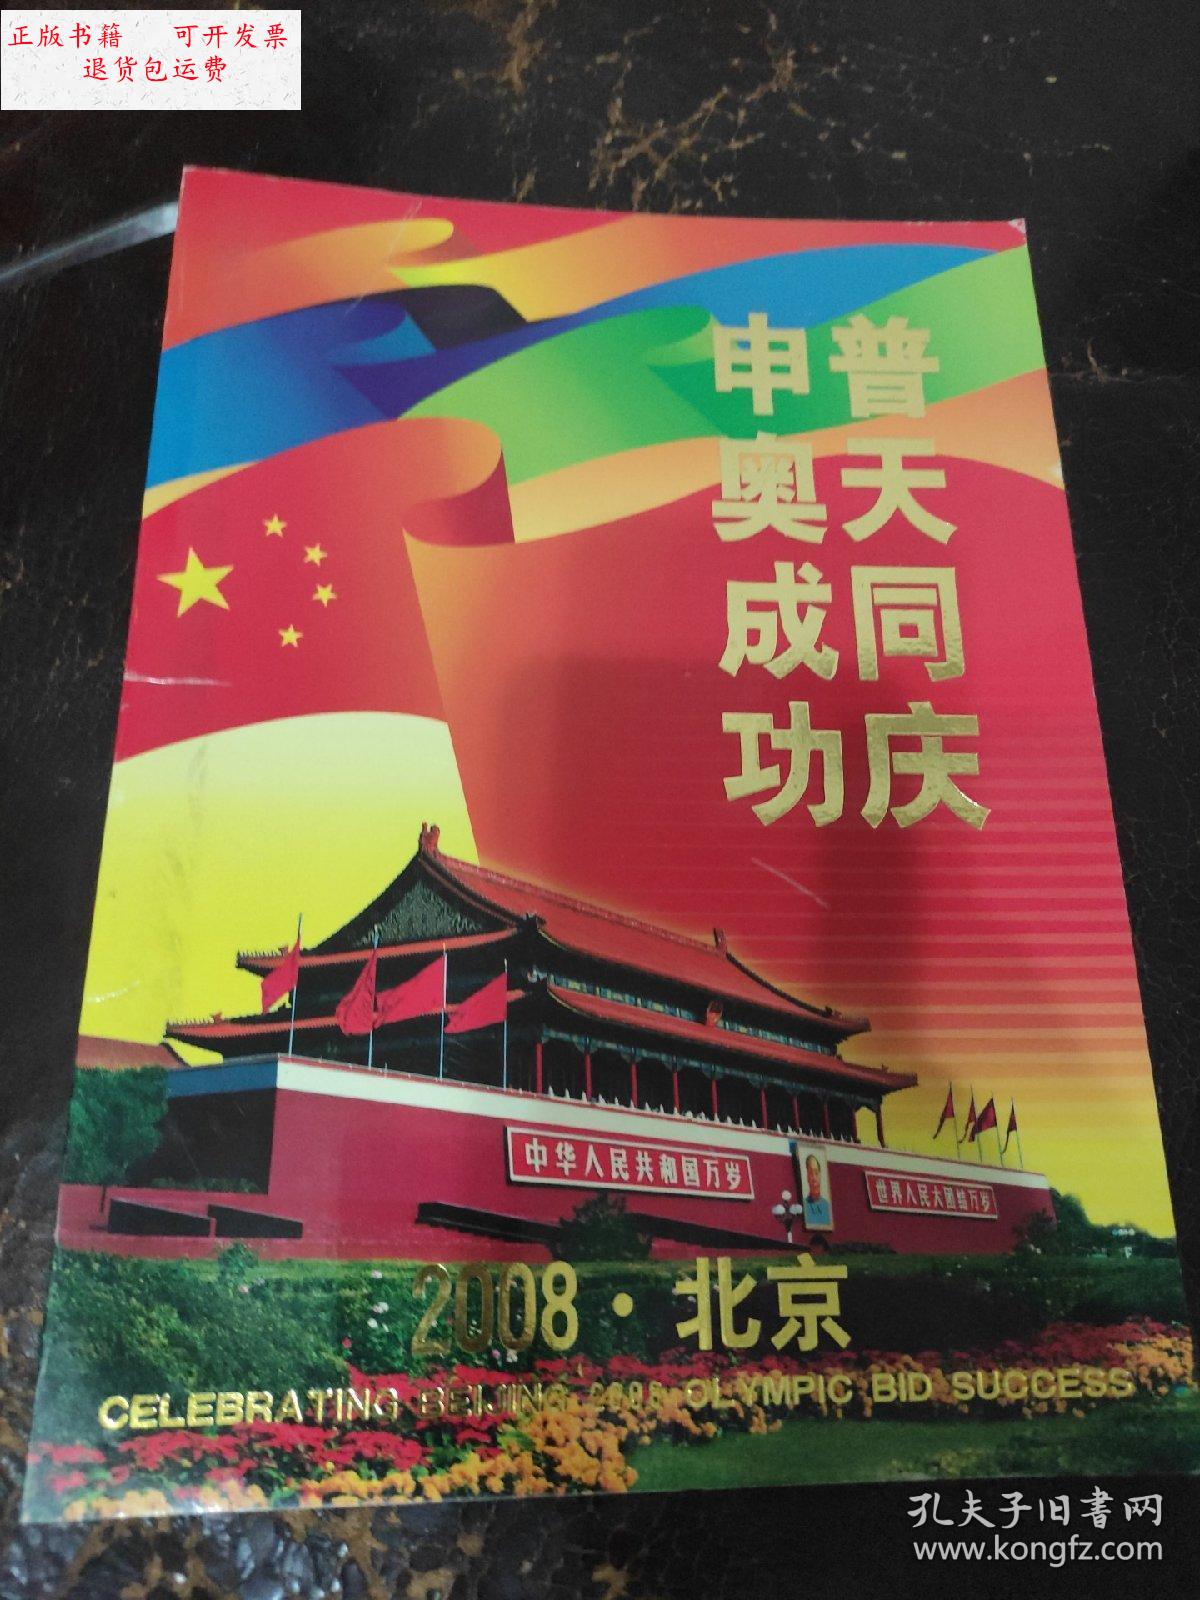 正版书籍 可开发票
退货包运费
普天同庆
申奥成功
中华人民共和国万岁
世界人民大团结万岁
2008·北京
CELEBRATING BEIJING 2008 OLYMPIC BID SUCCESS
孔夫子旧书网
www.kongfz.com